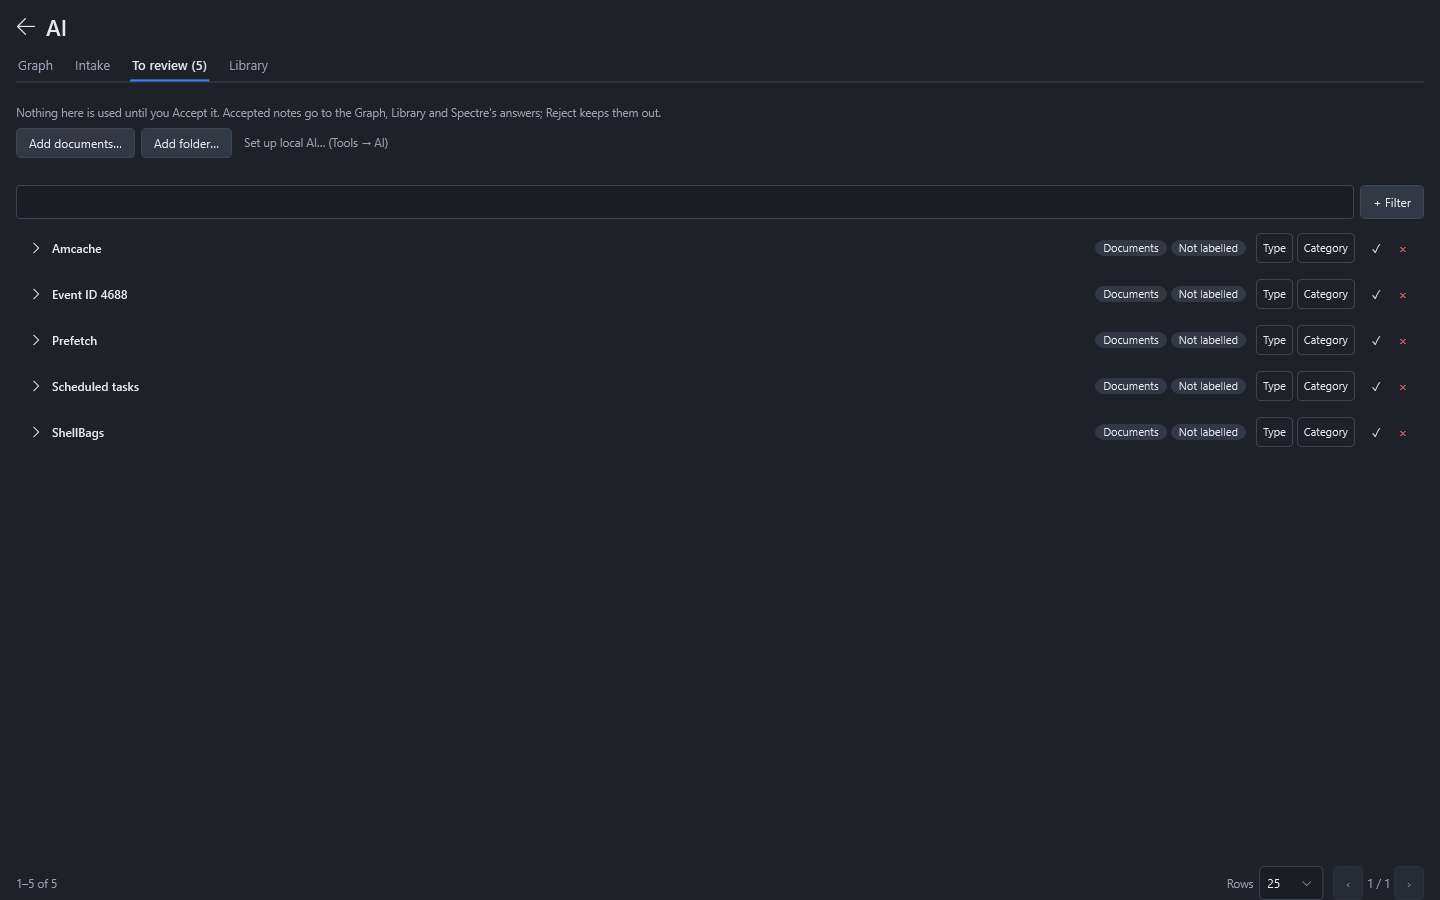 AI
Graph Intake To review (5) Library
Nothing here is used until you Accept it. Accepted notes go to the Graph, Library and Spectre's answers; Reject keeps them out.
Add documents... Add folder... Set up local AI... (Tools → AI)
+ Filter
Amcache Documents Not labelled Type Category ✓ ×
Event ID 4688 Documents Not labelled Type Category ✓ ×
Prefetch Documents Not labelled Type Category ✓ ×
Scheduled tasks Documents Not labelled Type Category ✓ ×
ShellBags Documents Not labelled Type Category ✓ ×
1–5 of 5 Rows 25 ‹ 1 / 1 ›